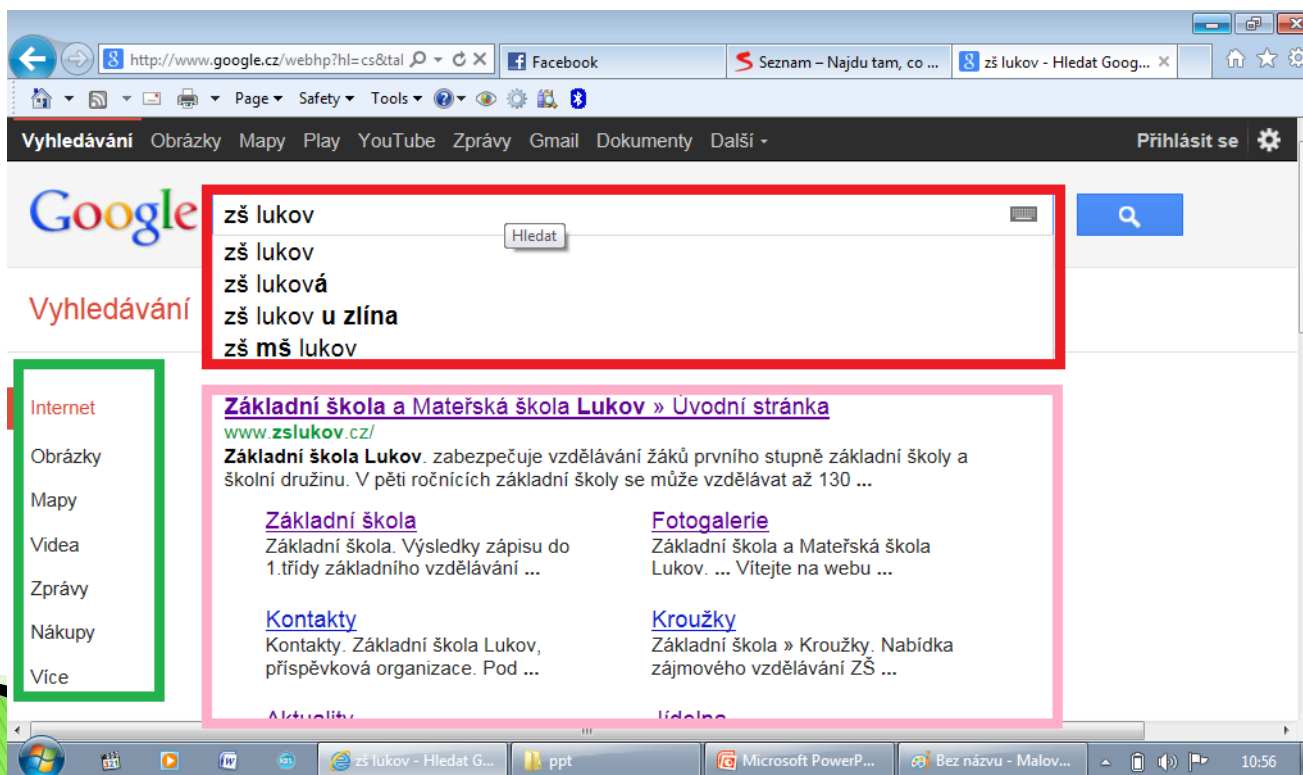 http://www.google.cz/webhp?hl=cs&tal
Facebook
Seznam – Najdu tam, co ...
zš lukov - Hledat Goog...
Page Safety Tools
Vyhledávání Obrázky Mapy Play YouTube Zprávy Gmail Dokumenty Další
Přihlásit se
Google
zš lukov
Hledat
zš lukov
zš luková
zš lukov u zlína
zš mš lukov
Vyhledávání
Internet
Obrázky
Mapy
Videa
Zprávy
Nákupy
Více
Základní škola a Mateřská škola Lukov » Úvodní stránka
www.zslukov.cz/
Základní škola Lukov. zabezpečuje vzdělávání žáků prvního stupně základní školy a
školní družinu. V pěti ročnících základní školy se může vzdělávat až 130 ...
Základní škola
Základní škola. Výsledky zápisu do
1.třídy základního vzdělávání ...
Fotogalerie
Základní škola a Mateřská škola
Lukov. ... Vítejte na webu ...
Kontakty
Kontakty. Základní škola Lukov,
příspěvková organizace. Pod ...
Kroužky
Základní škola » Kroužky. Nabídka
zájmového vzdělávání ZŠ ...
Aktuality
Jídelna
zš lukov - Hledat G...
ppt
Microsoft PowerP...
Bez názvu - Malov...
10:56